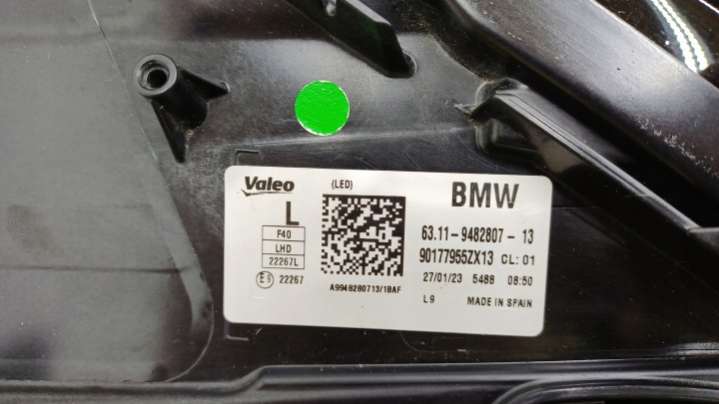 Valeo (LED) BMW
L
F40
LHD
22267L
22267
A9948280713/1BAF
63.11-9482807-13
90177955ZX13 CL:01
27/01/23 5488 08:50
L9 MADE IN SPAIN